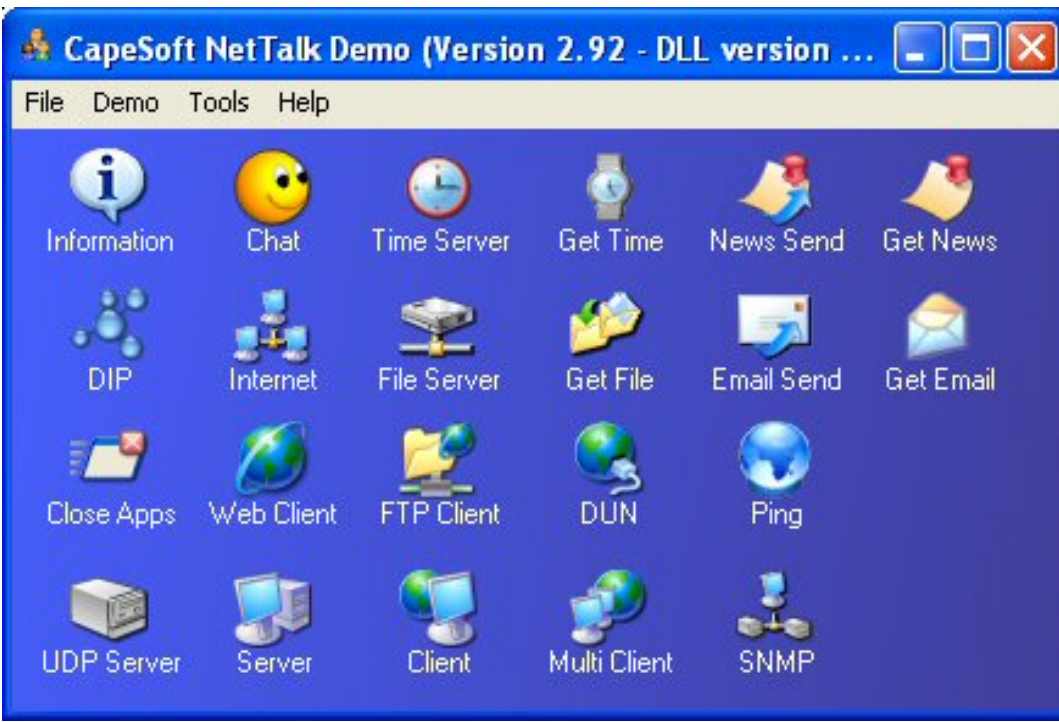 CapeSoft NetTalk Demo (Version 2.92 - DLL version ...
File Demo Tools Help
Information Chat Time Server Get Time News Send Get News
DIP Internet File Server Get File Email Send Get Email
Close Apps Web Client FTP Client DUN Ping
UDP Server Server Client Multi Client SNMP